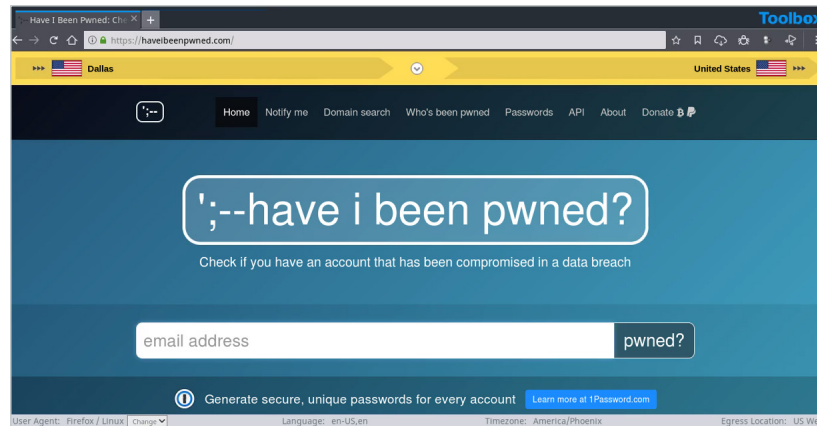 ';-- Have I Been Pwned: Che
Toolbox
https://haveibeenpwned.com/
Dallas
United States
';--
Home Notify me Domain search Who's been pwned Passwords API About Donate
';--have i been pwned?
Check if you have an account that has been compromised in a data breach
email address
pwned?
Generate secure, unique passwords for every account Learn more at 1Password.com
User Agent: Firefox / Linux Change Language: en-US,en Timezone: America/Phoenix Egress Location: US We